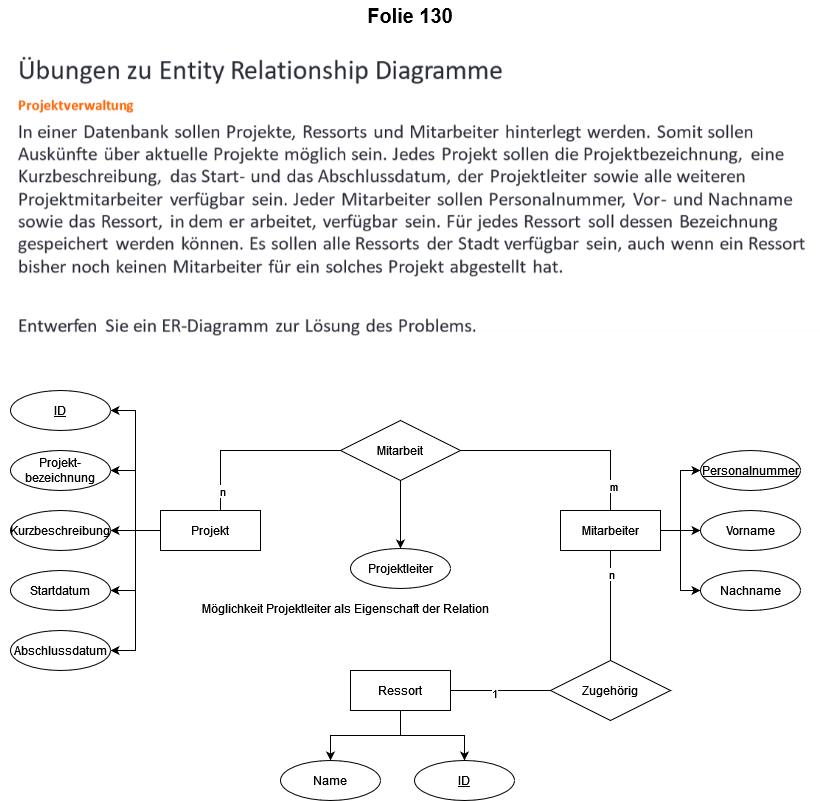 Folie 130
Übungen zu Entity Relationship Diagramme
Projektverwaltung
In einer Datenbank sollen Projekte, Ressorts und Mitarbeiter hinterlegt werden. Somit sollen
Auskünfte über aktuelle Projekte möglich sein. Jedes Projekt sollen die Projektbezeichnung, eine
Kurzbeschreibung, das Start- und das Abschlussdatum, der Projektleiter sowie alle weiteren
Projektmitarbeiter verfügbar sein. Jeder Mitarbeiter sollen Personalnummer, Vor- und Nachname
sowie das Ressort, in dem er arbeitet, verfügbar sein. Für jedes Ressort soll dessen Bezeichnung
gespeichert werden können. Es sollen alle Ressorts der Stadt verfügbar sein, auch wenn ein Ressort
bisher noch keinen Mitarbeiter für ein solches Projekt abgestellt hat.
Entwerfen Sie ein ER-Diagramm zur Lösung des Problems.
ID
Projekt-
bezeichnung
Kurzbeschreibung
Startdatum
Abschlussdatum
n
Projekt
Mitarbeit
Projektleiter
Möglichkeit Projektleiter als Eigenschaft der Relation
m
Mitarbeiter
n
Personalnummer
Vorname
Nachname
Ressort
1
Zugehörig
Name
ID